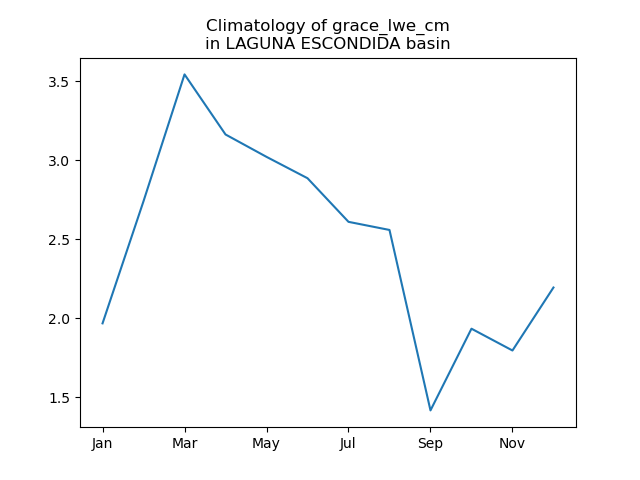 Climatology of grace_lwe_cm
in LAGUNA ESCONDIDA basin
3.5
3.0
2.5
2.0
1.5
Jan Mar May Jul Sep Nov